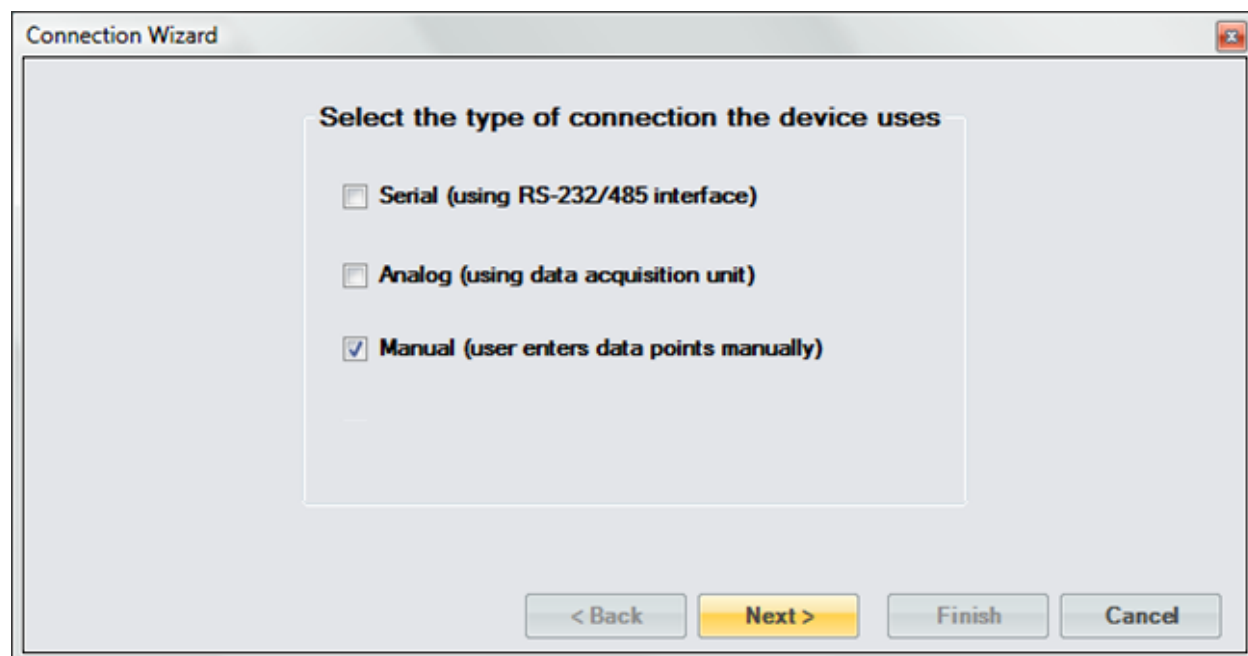 Connection Wizard
Select the type of connection the device uses
Serial (using RS-232/485 interface)
Analog (using data acquisition unit)
Manual (user enters data points manually)
< Back Next > Finish Cancel